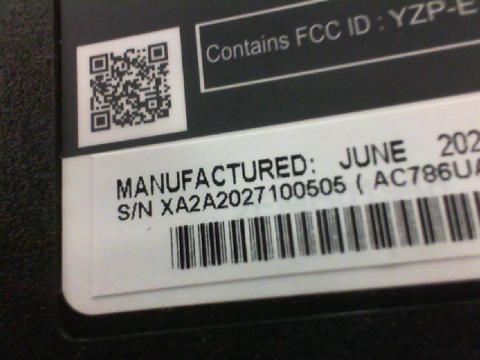 Contains FCC ID : YZP-E
MANUFACTURED: JUNE 202
S/N XA2A2027100505 ( AC786UA